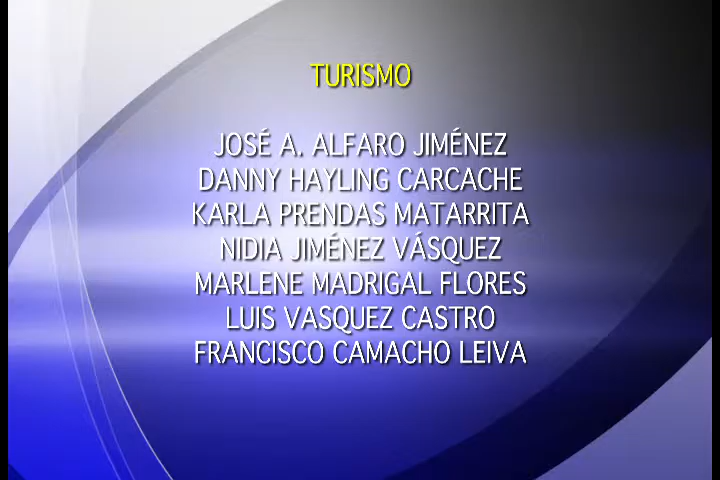 TURISMO
JOSÉ A. ALFARO JIMÉNEZ
DANNY HAYLING CARCACHE
KARLA PRENDAS MATARRITA
NIDIA JIMÉNEZ VÁSQUEZ
MARLENE MADRIGAL FLORES
LUIS VASQUEZ CASTRO
FRANCISCO CAMACHO LEIVA